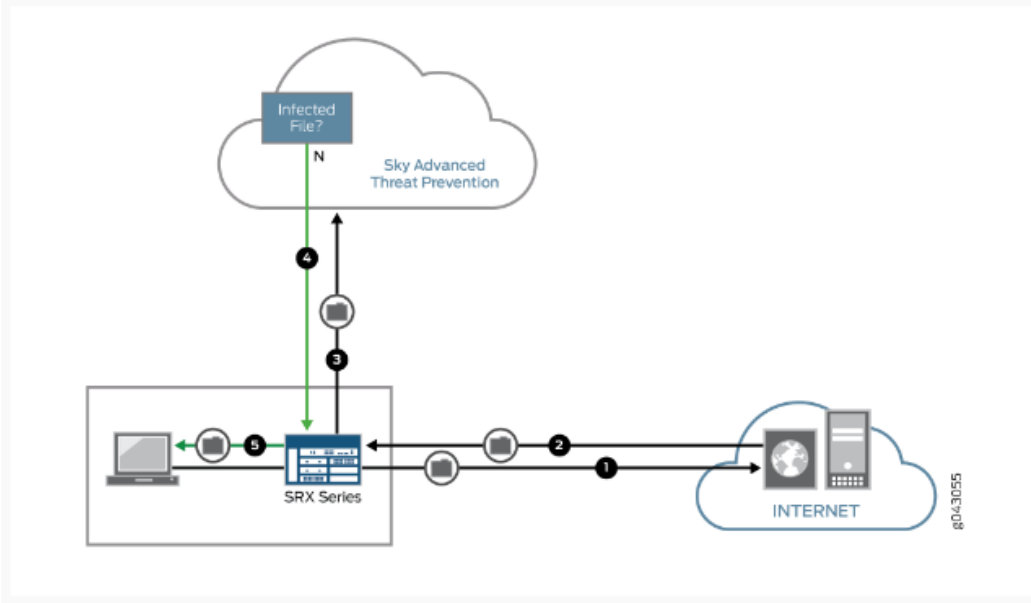 Infected
File?
N
Sky Advanced
Threat Prevention
4
3
5
2
1
SRX Series
INTERNET
g043055